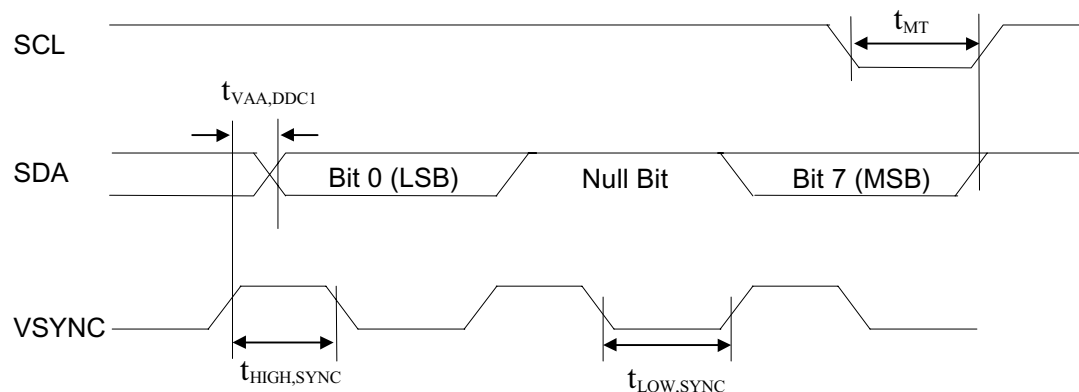 SCL
t_MT
t_VAA,DDC1
SDA
Bit 0 (LSB)
Null Bit
Bit 7 (MSB)
VSYNC
t_HIGH,SYNC
t_LOW,SYNC